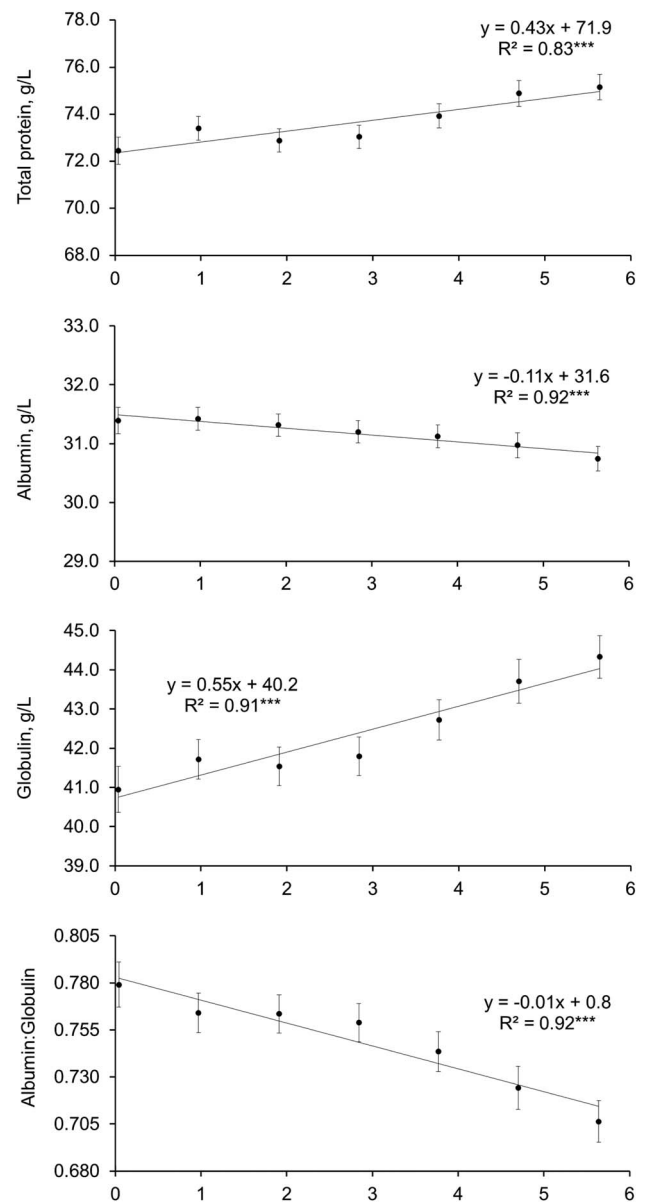 78.0
76.0
74.0
72.0
70.0
68.0
Total protein, g/L
y = 0.43x + 71.9
R² = 0.83***
0 1 2 3 4 5 6
33.0
32.0
31.0
30.0
29.0
Albumin, g/L
y = -0.11x + 31.6
R² = 0.92***
0 1 2 3 4 5 6
45.0
44.0
43.0
42.0
41.0
40.0
39.0
Globulin, g/L
y = 0.55x + 40.2
R² = 0.91***
0 1 2 3 4 5 6
0.805
0.780
0.755
0.730
0.705
0.680
Albumin:Globulin
y = -0.01x + 0.8
R² = 0.92***
0 1 2 3 4 5 6